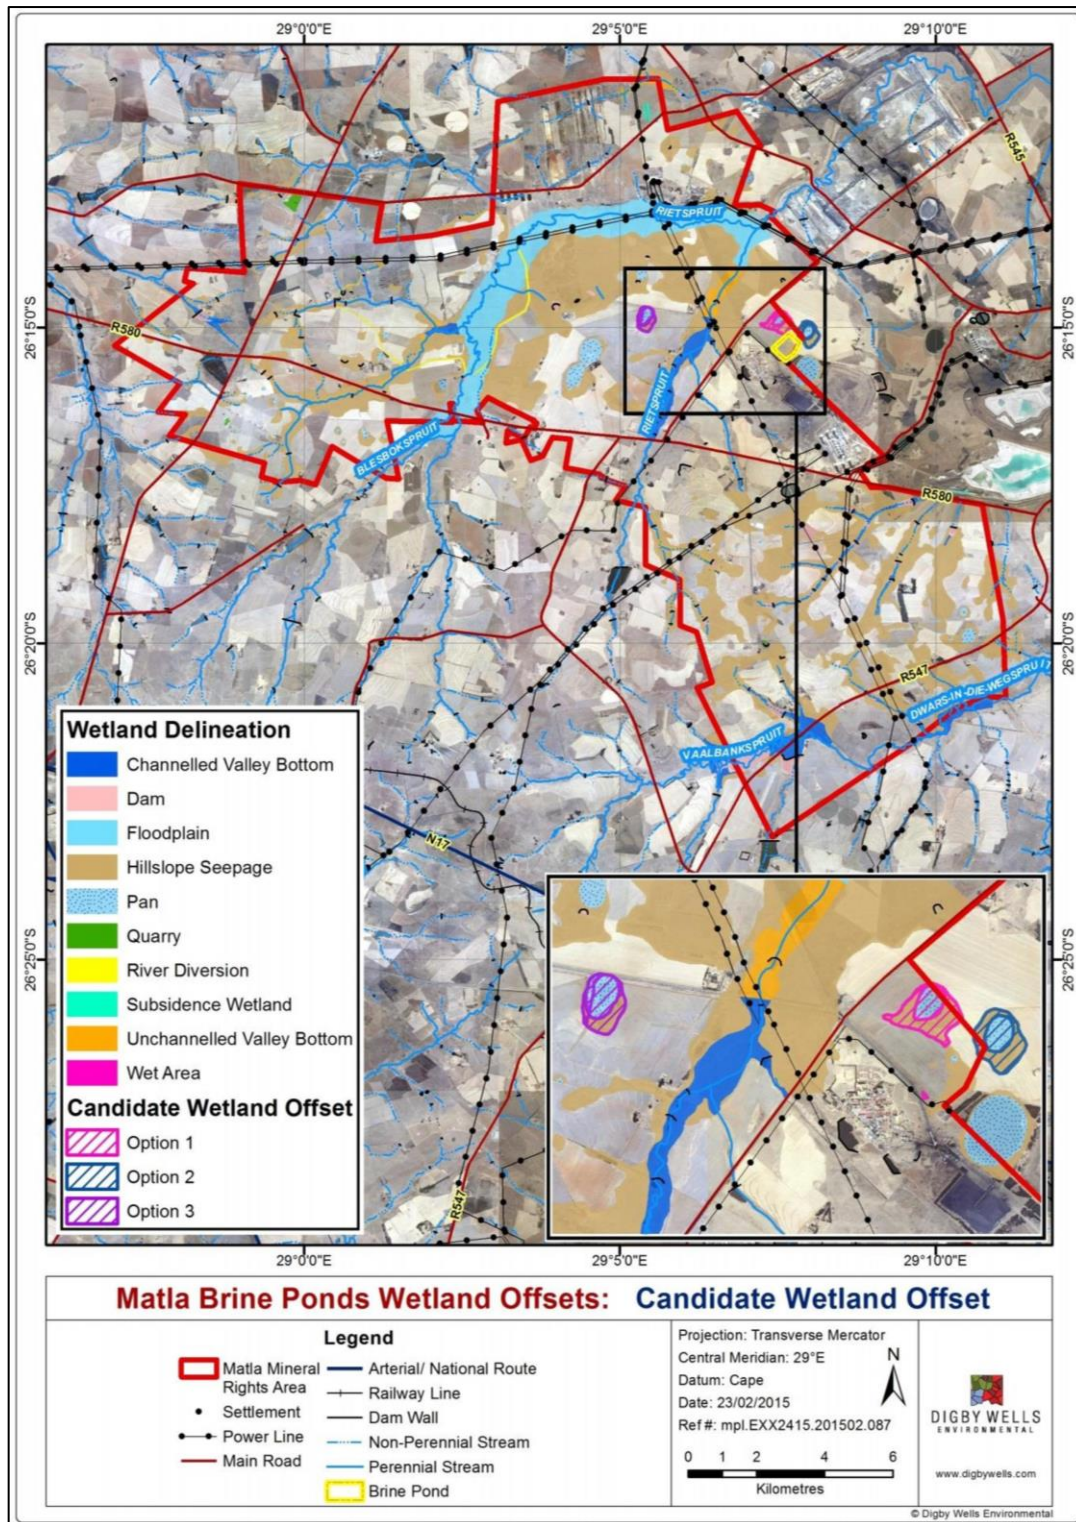 29°0'0"E
29°5'0"E
29°10'0"E
R545
RIETSPRUIT
26°15'0"S
26°15'0"S
R580
RIETSPRUIT
BLESBOKSPRUIT
R580
26°20'0"S
26°20'0"S
R547
DWARS-IN-DIE-WEGSPRUIT
VAALBANKSPRUIT
N17
26°25'0"S
26°25'0"S
R547
Wetland Delineation
Channelled Valley Bottom
Dam
Floodplain
Hillslope Seepage
Pan
Quarry
River Diversion
Subsidence Wetland
Unchannelled Valley Bottom
Wet Area
Candidate Wetland Offset
Option 1
Option 2
Option 3
29°0'0"E
29°5'0"E
29°10'0"E
Matla Brine Ponds Wetland Offsets: Candidate Wetland Offset
Legend
Matla Mineral
Rights Area
Settlement
Power Line
Main Road
Arterial/ National Route
Railway Line
Dam Wall
Non-Perennial Stream
Perennial Stream
Brine Pond
Projection: Transverse Mercator
Central Meridian: 29°E
Datum: Cape
Date: 23/02/2015
Ref #: mpl.EXX2415.201502.087
N
0 1 2 4 6
Kilometres
DIGBY WELLS
ENVIRONMENTAL
www.digbywells.com
© Digby Wells Environmental